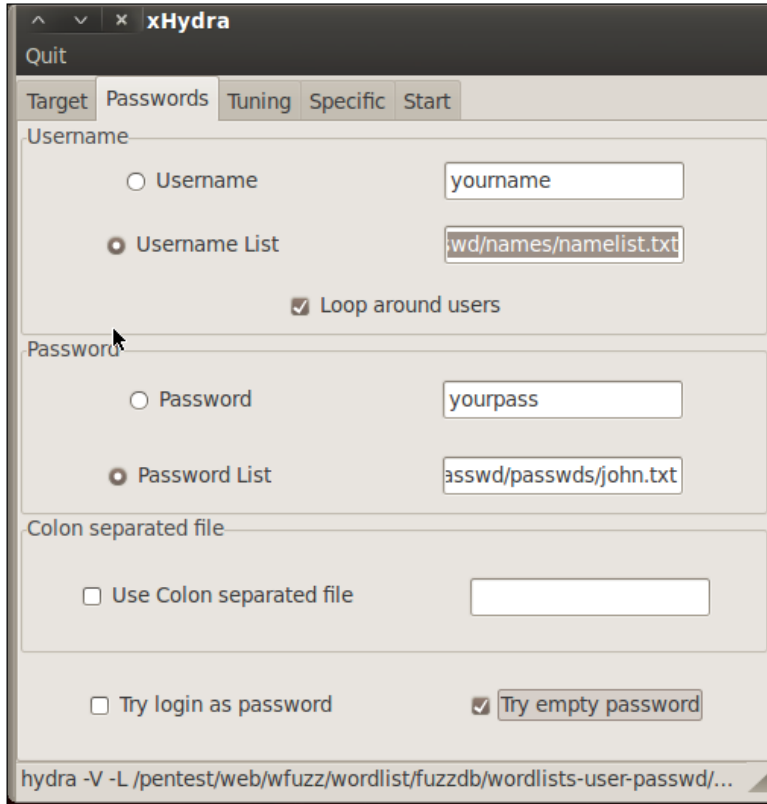 xHydra
Quit
Target Passwords Tuning Specific Start
Username
Username yourname
Username List swd/names/namelist.txt
Loop around users
Password
Password yourpass
Password List asswd/passwds/john.txt
Colon separated file
Use Colon separated file
Try login as password Try empty password
hydra -V -L /pentest/web/wfuzz/wordlist/fuzzdb/wordlists-user-passwd/...